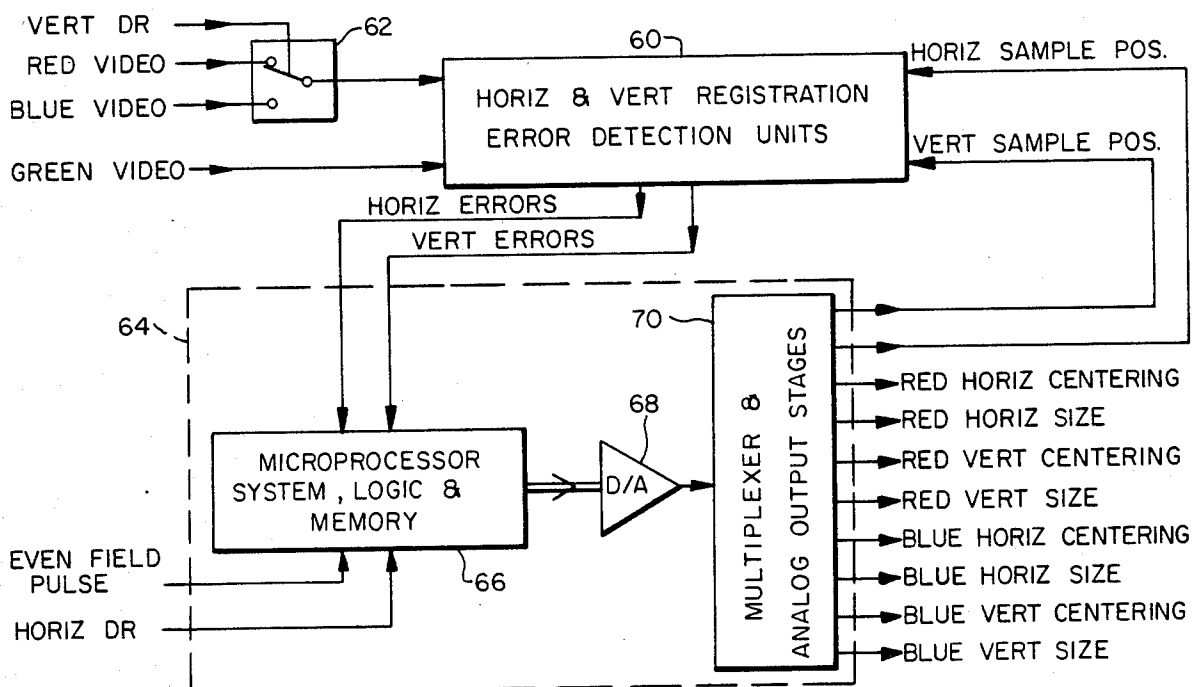 VERT DR
62
RED VIDEO
BLUE VIDEO
GREEN VIDEO
60
HORIZ & VERT REGISTRATION
ERROR DETECTION UNITS
HORIZ SAMPLE POS.
VERT SAMPLE POS.
HORIZ ERRORS
VERT ERRORS
64
MICROPROCESSOR
SYSTEM, LOGIC &
MEMORY
66
EVEN FIELD
PULSE
HORIZ DR
68
D/A
70
MULTIPLEXER &
ANALOG OUTPUT STAGES
RED HORIZ CENTERING
RED HORIZ SIZE
RED VERT CENTERING
RED VERT SIZE
BLUE HORIZ CENTERING
BLUE HORIZ SIZE
BLUE VERT CENTERING
BLUE VERT SIZE